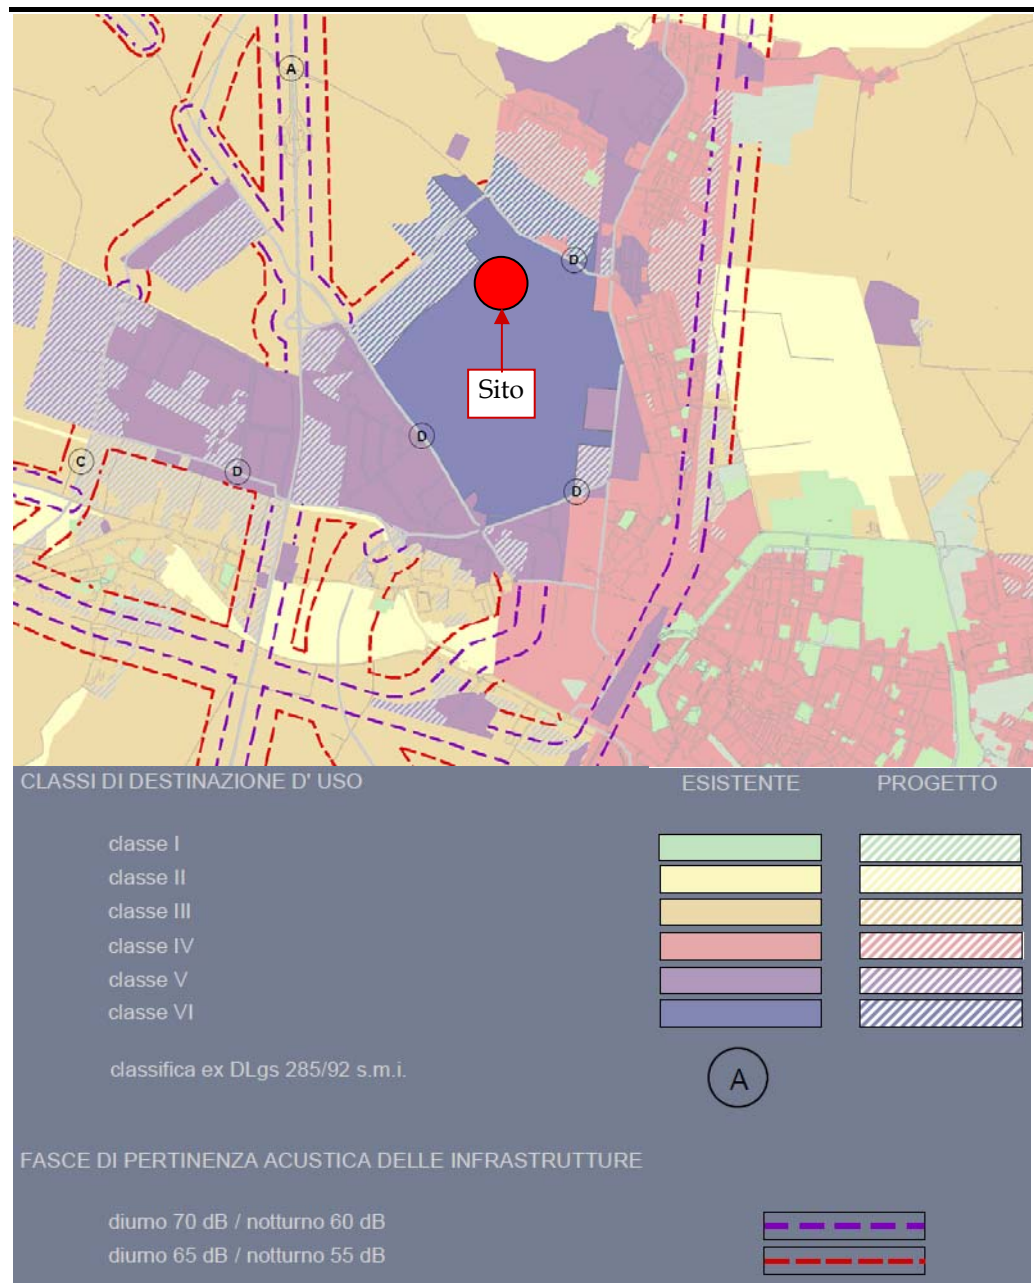 A
D
Sito
D
C
D
D
CLASSI DI DESTINAZIONE D' USO ESISTENTE PROGETTO
classe I
classe II
classe III
classe IV
classe V
classe VI
classifica ex DLgs 285/92 s.m.i. A
FASCE DI PERTINENZA ACUSTICA DELLE INFRASTRUTTURE
diurno 70 dB / notturno 60 dB
diurno 65 dB / notturno 55 dB